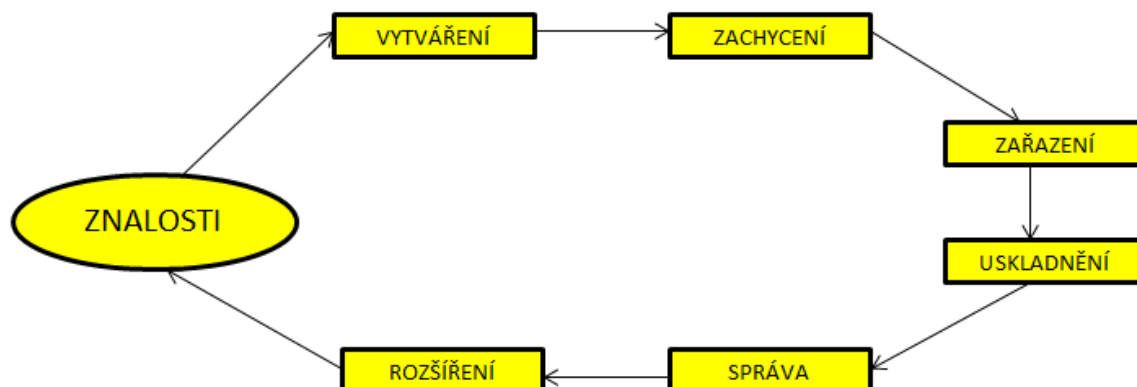 VYTVÁŘENÍ
ZACHYCENÍ
ZAŘAZENÍ
ZNALOSTI
USKLADNĚNÍ
ROZŠÍŘENÍ
SPRÁVA